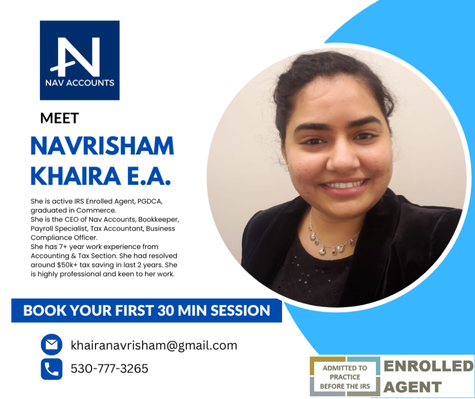 NAV ACCOUNTS
MEET
NAVRISHAM
KHAIRA E.A.
She is active IRS Enrolled Agent, PGDCA,
graduated in Commerce.
She is the CEO of Nav Accounts, Bookkeeper,
Payroll Specialist, Tax Accountant, Business
Compliance Officer.
She has 7+ year work experience from
Accounting & Tax Section. She had resolved
around $50k+ tax saving in last 2 years. She
is highly professional and keen to her work.
BOOK YOUR FIRST 30 MIN SESSION
khairanavrisham@gmail.com
530-777-3265
ADMITTED TO
PRACTICE
BEFORE THE IRS
ENROLLED
AGENT